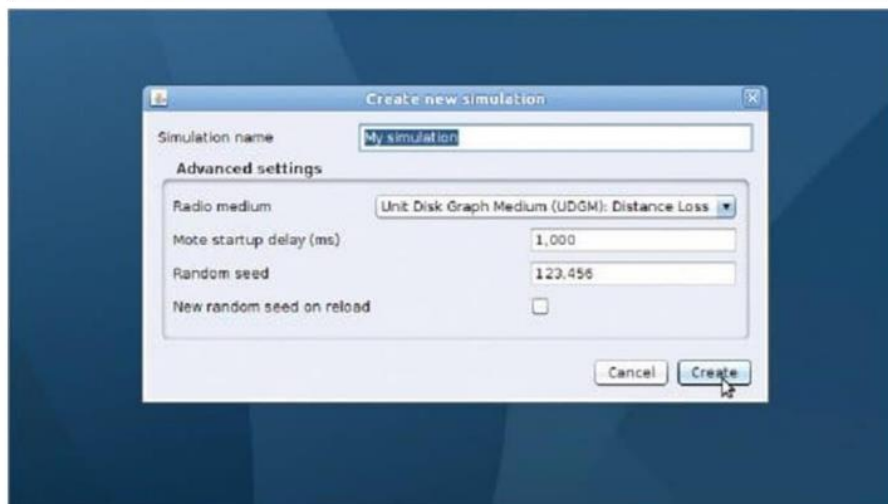 Create new simulation
Simulation name My simulation
Advanced settings
Radio medium Unit Disk Graph Medium (UDGM): Distance Loss
Mote startup delay (ms) 1,000
Random seed 123,456
New random seed on reload
Cancel Create